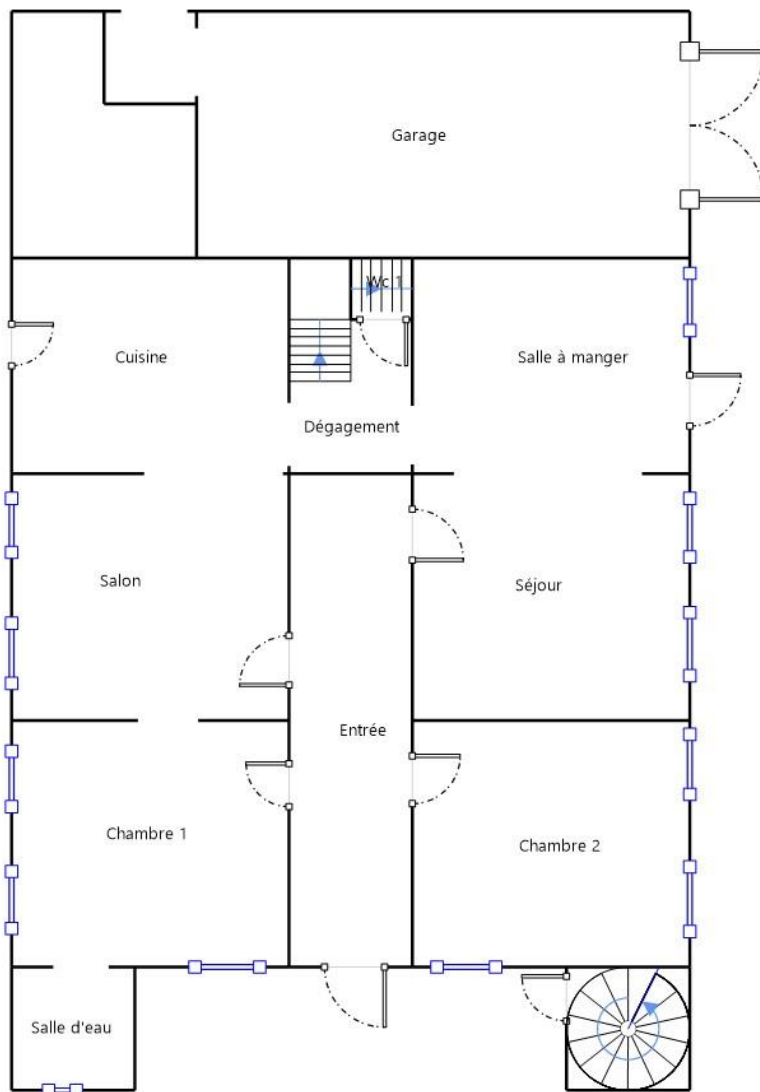 Garage
Wc 1
Cuisine
Salle à manger
Dégagement
Salon
Séjour
Entrée
Chambre 1
Chambre 2
Salle d'eau